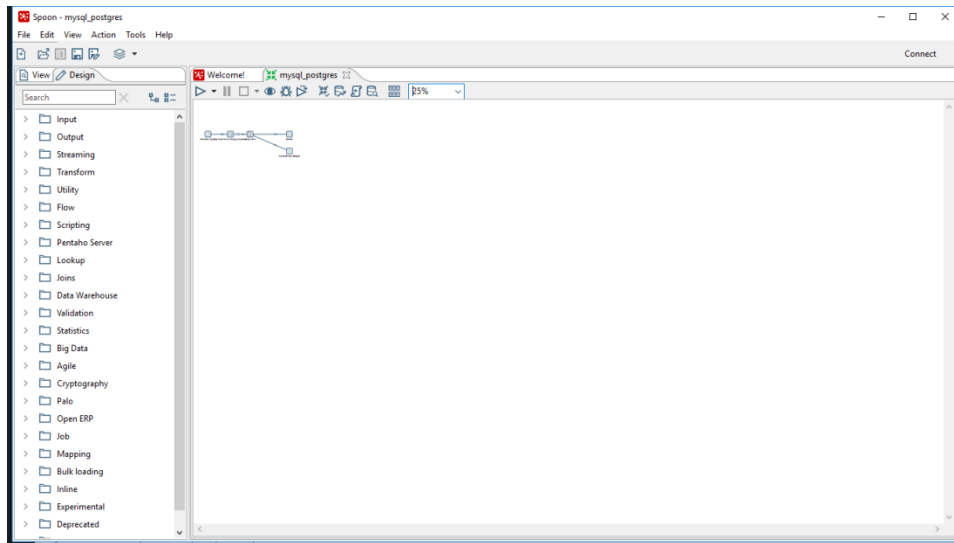 Spoon - mysql_postgres
File Edit View Action Tools Help
Connect
View Design
Welcome! mysql_postgres
Search
25%
Input
Output
Streaming
Transform
Utility
Flow
Scripting
Pentaho Server
Lookup
Joins
Data Warehouse
Validation
Statistics
Big Data
Agile
Cryptography
Palo
Open ERP
Job
Mapping
Bulk loading
Inline
Experimental
Deprecated